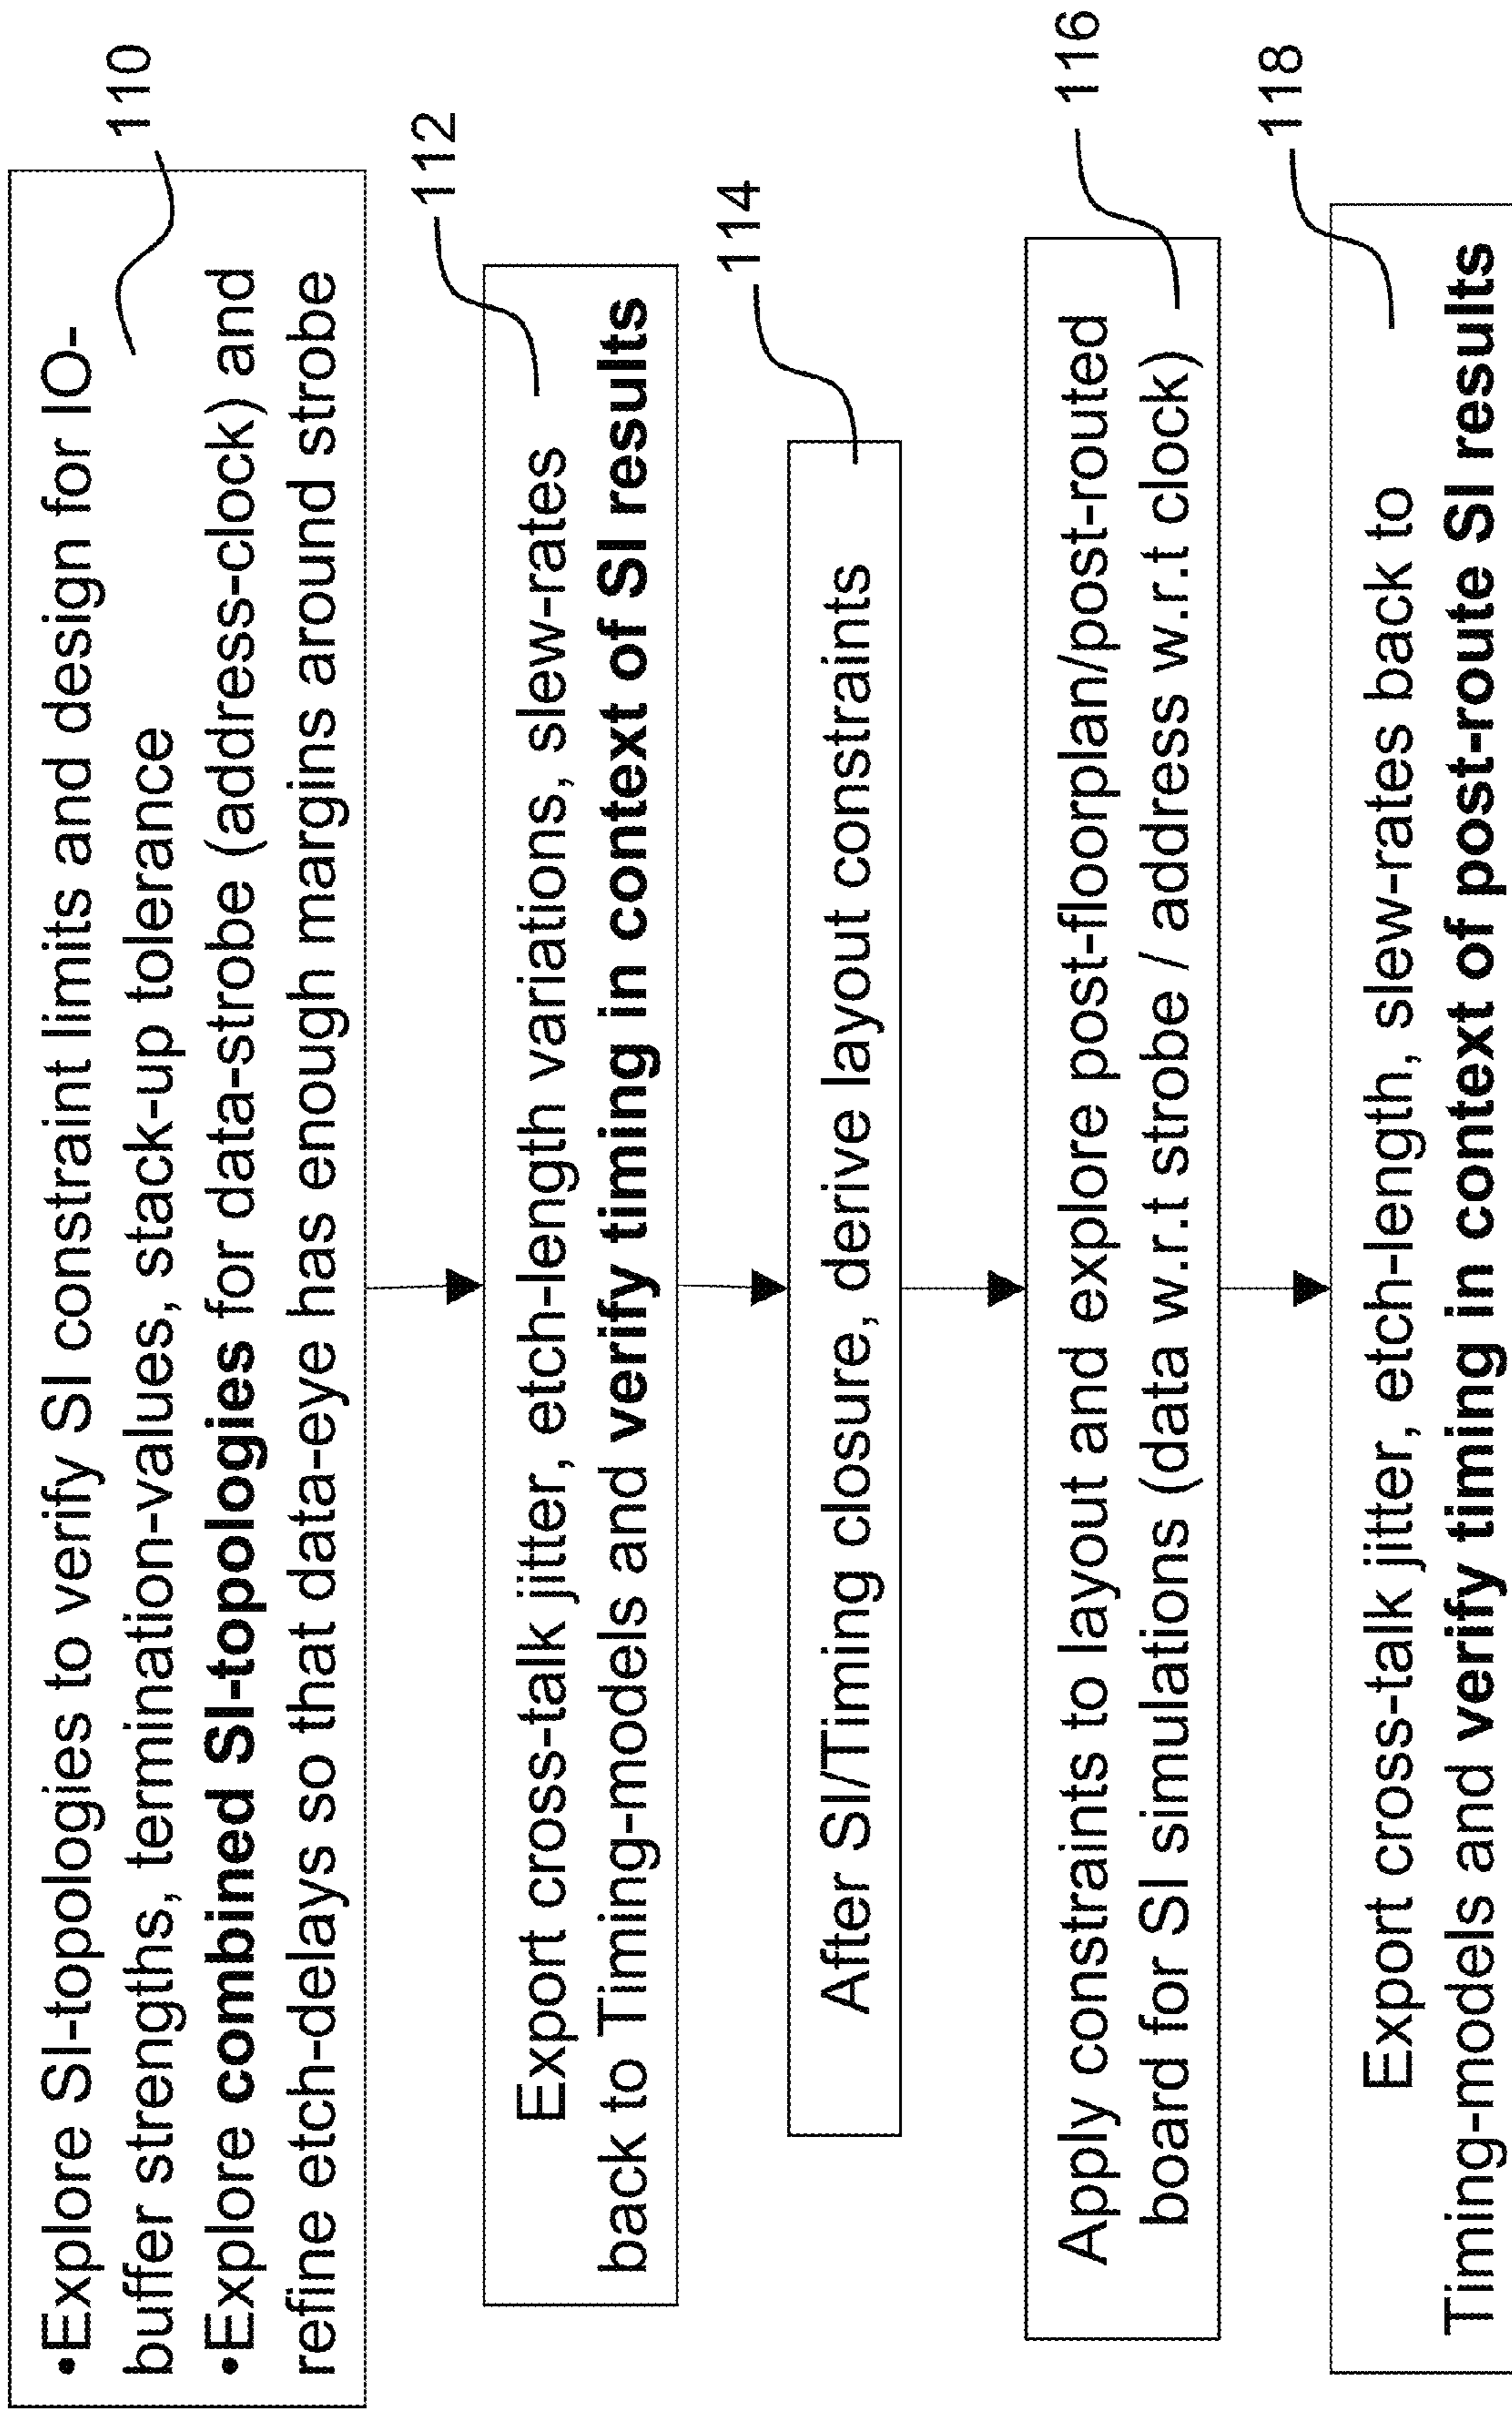 •Explore SI-topologies to verify SI constraint limits and design for IO-
buffer strengths, termination-values, stack-up tolerance
•Explore combined SI-topologies for data-strobe (address-clock) and
refine etch-delays so that data-eye has enough margins around strobe
110
Export cross-talk jitter, etch-length variations, slew-rates
back to Timing-models and verify timing in context of SI results
112
After SI/Timing closure, derive layout constraints
114
Apply constraints to layout and explore post-floorplan/post-routed
board for SI simulations (data w.r.t strobe / address w.r.t clock)
116
Export cross-talk jitter, etch-length, slew-rates back to
Timing-models and verify timing in context of post-route SI results
118